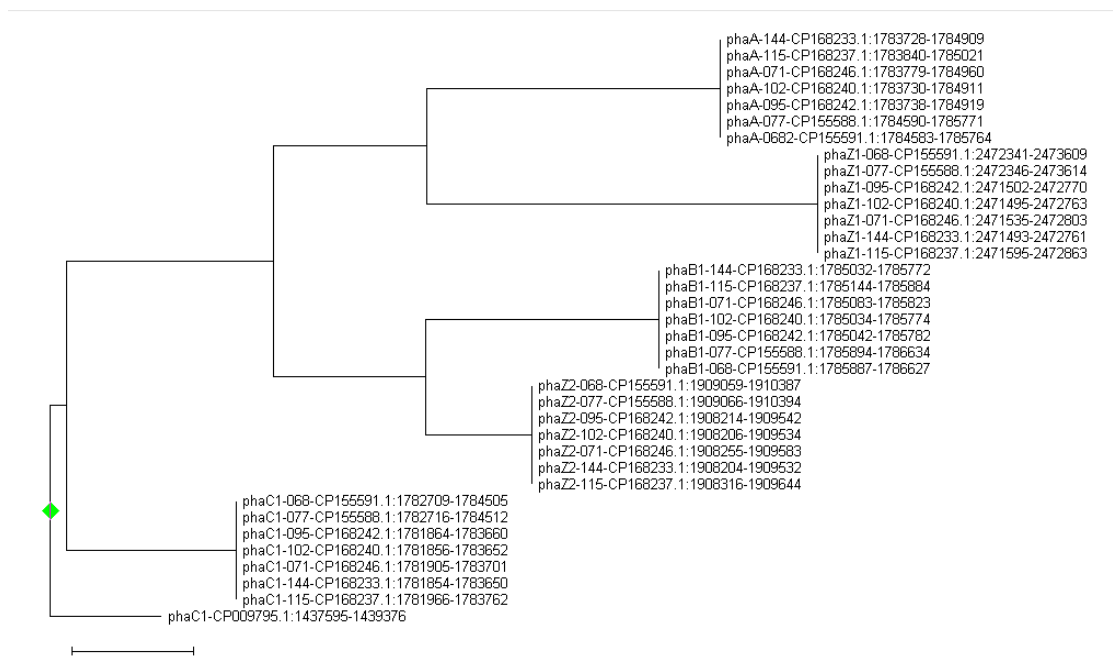 phaA-144-CP168233.1:1783728-1784909
phaA-115-CP168237.1:1783840-1785021
phaA-071-CP168246.1:1783779-1784960
phaA-102-CP168240.1:1783730-1784911
phaA-095-CP168242.1:1783738-1784919
phaA-077-CP155588.1:1784590-1785771
phaA-0682-CP155591.1:1784583-1785764
phaZ1-068-CP155591.1:2472341-2473609
phaZ1-077-CP155588.1:2472346-2473614
phaZ1-095-CP168242.1:2471502-2472770
phaZ1-102-CP168240.1:2471495-2472763
phaZ1-071-CP168246.1:2471535-2472803
phaZ1-144-CP168233.1:2471493-2472761
phaZ1-115-CP168237.1:2471595-2472863
phaB1-144-CP168233.1:1785032-1785772
phaB1-115-CP168237.1:1785144-1785884
phaB1-071-CP168246.1:1785083-1785823
phaB1-102-CP168240.1:1785034-1785774
phaB1-095-CP168242.1:1785042-1785782
phaB1-077-CP155588.1:1785894-1786634
phaB1-068-CP155591.1:1785887-1786627
phaZ2-068-CP155591.1:1909059-1910387
phaZ2-077-CP155588.1:1909066-1910394
phaZ2-095-CP168242.1:1908214-1909542
phaZ2-102-CP168240.1:1908206-1909534
phaZ2-071-CP168246.1:1908255-1909583
phaZ2-144-CP168233.1:1908204-1909532
phaZ2-115-CP168237.1:1908316-1909644
phaC1-068-CP155591.1:1782709-1784505
phaC1-077-CP155588.1:1782716-1784512
phaC1-095-CP168242.1:1781864-1783660
phaC1-102-CP168240.1:1781856-1783652
phaC1-071-CP168246.1:1781905-1783701
phaC1-144-CP168233.1:1781854-1783650
phaC1-115-CP168237.1:1781966-1783762
phaC1-CP009795.1:1437595-1439376